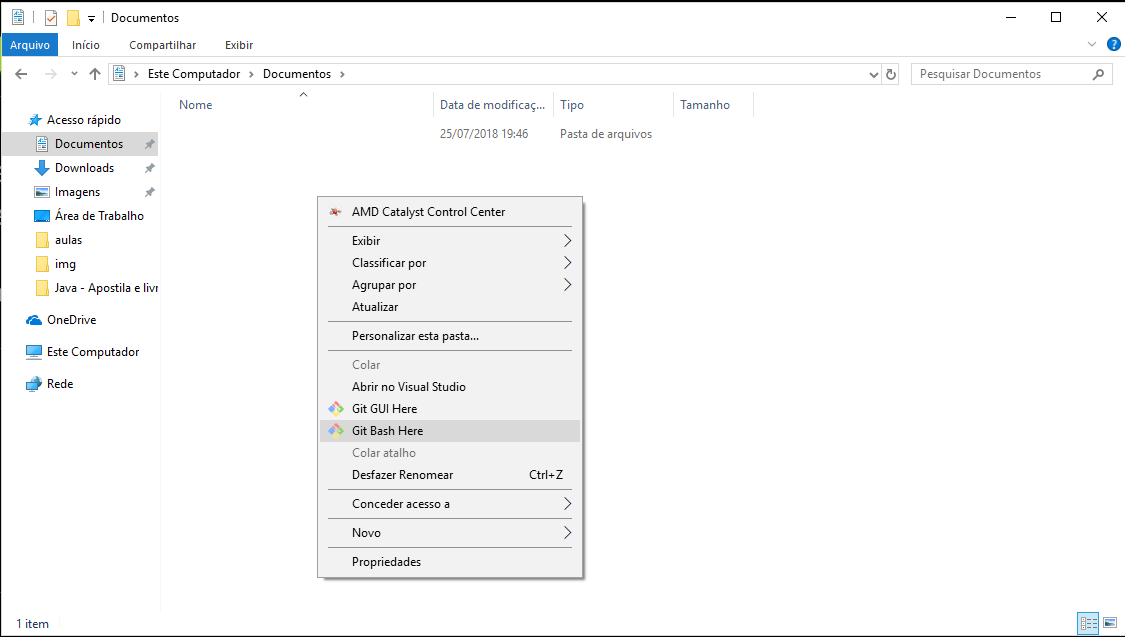 Documentos
Arquivo Início Compartilhar Exibir
Este Computador Documentos
Pesquisar Documentos
Nome Data de modificaç... Tipo Tamanho
25/07/2018 19:46 Pasta de arquivos
Acesso rápido
Documentos
Downloads
Imagens
Área de Trabalho
aulas
img
Java - Apostila e livr
OneDrive
Este Computador
Rede
AMD Catalyst Control Center
Exibir
Classificar por
Agrupar por
Atualizar
Personalizar esta pasta...
Colar
Abrir no Visual Studio
Git GUI Here
Git Bash Here
Colar atalho
Desfazer Renomear Ctrl+Z
Conceder acesso a
Novo
Propriedades
1 item